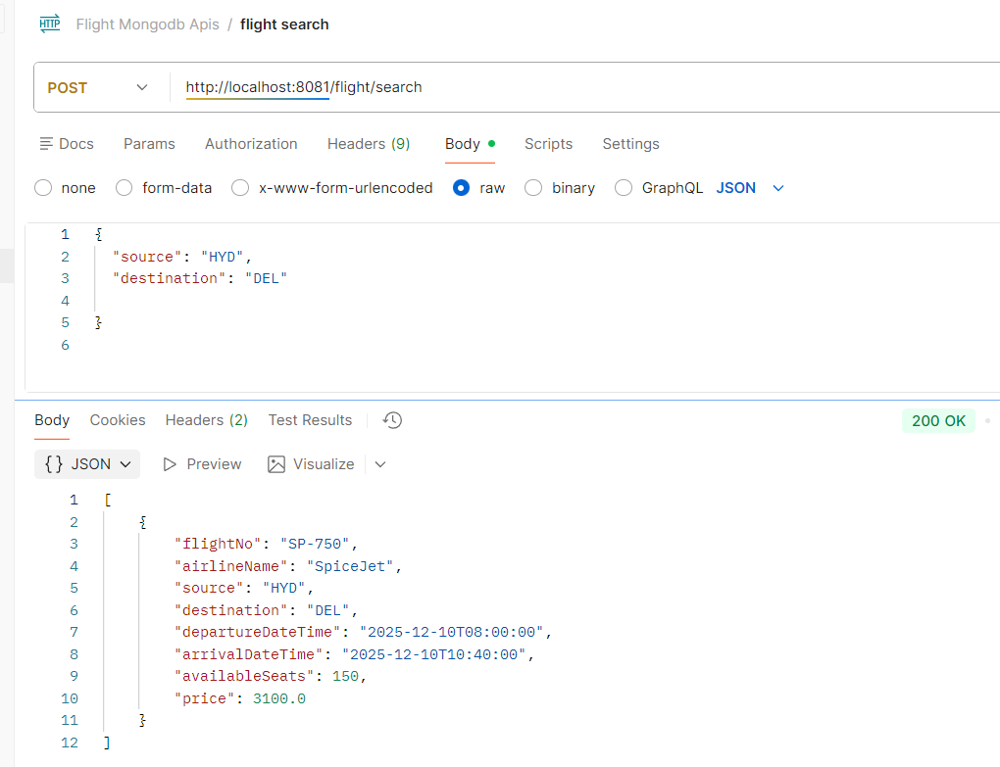 HTTP Flight Mongodb Apis / flight search
POST http://localhost:8081/flight/search
Docs Params Authorization Headers (9) Body Scripts Settings
none form-data x-www-form-urlencoded raw binary GraphQL JSON
1 {
2 "source": "HYD",
3 "destination": "DEL"
4
5 }
6
Body Cookies Headers (2) Test Results 200 OK
{} JSON Preview Visualize
1 [
2 {
3 "flightNo": "SP-750",
4 "airlineName": "SpiceJet",
5 "source": "HYD",
6 "destination": "DEL",
7 "departureDateTime": "2025-12-10T08:00:00",
8 "arrivalDateTime": "2025-12-10T10:40:00",
9 "availableSeats": 150,
10 "price": 3100.0
11 }
12 ]